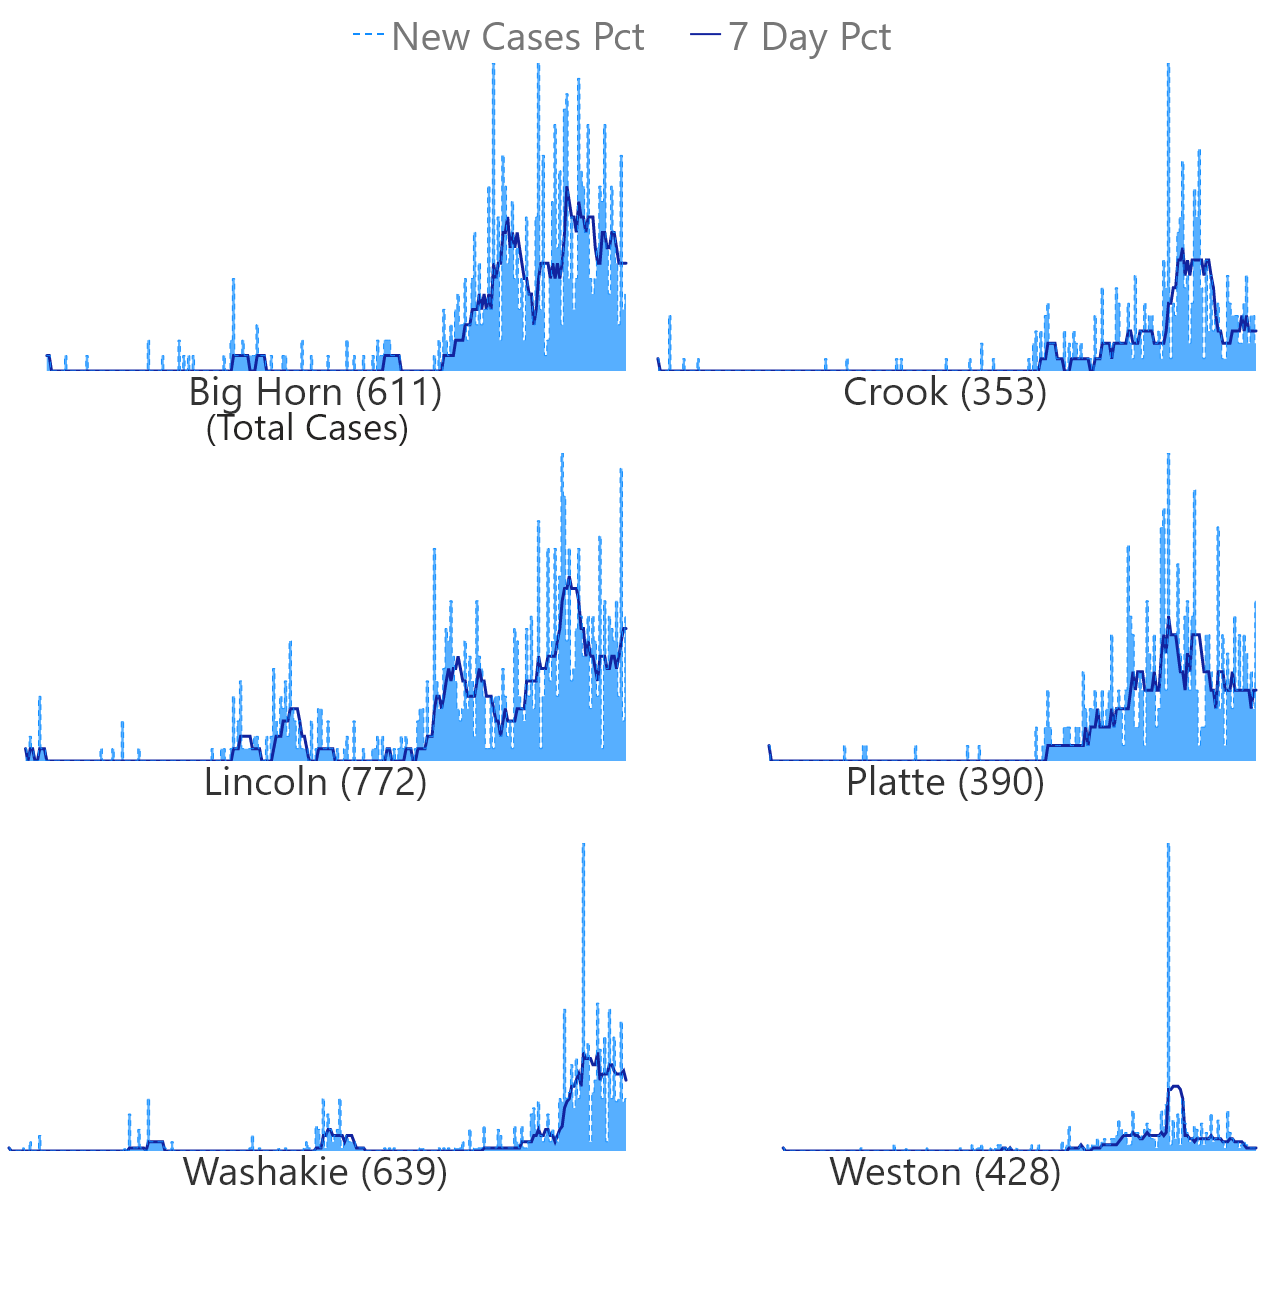 New Cases Pct 7 Day Pct
Big Horn (611) Crook (353)
(Total Cases)
Lincoln (772) Platte (390)
Washakie (639) Weston (428)